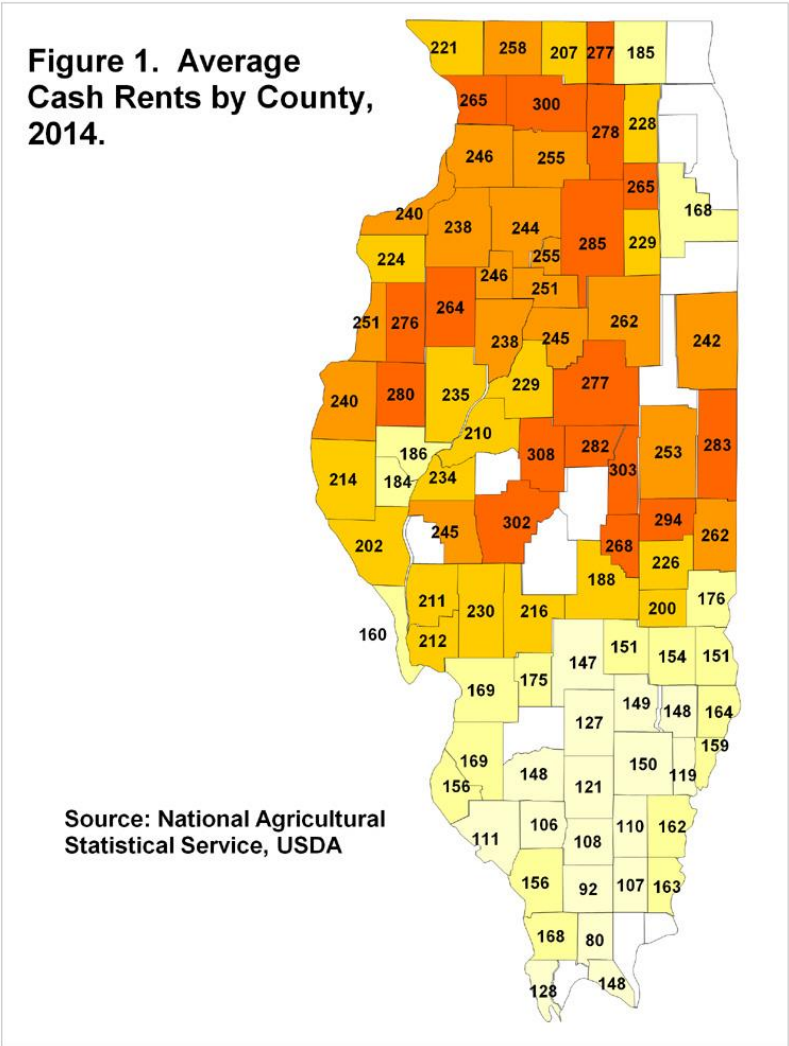 Figure 1. Average
Cash Rents by County,
2014.
221 258 207 277 185
265 300 278 228
246 255
265
240 238 244 285 229 168
224 255
246 251
251 276 264 238 245 262 242
240 280 235 229 277
210
186 308 282 303 253 283
214 184 234
202 245 302 268 294 262
226
188
211 230 216 200 176
160 212
147 151 154 151
169 175
149 148 164
127
169 159
148 150 119
156 121
Source: National Agricultural
Statistical Service, USDA
111 106 108 110 162
156 92 107 163
168 80
128 148